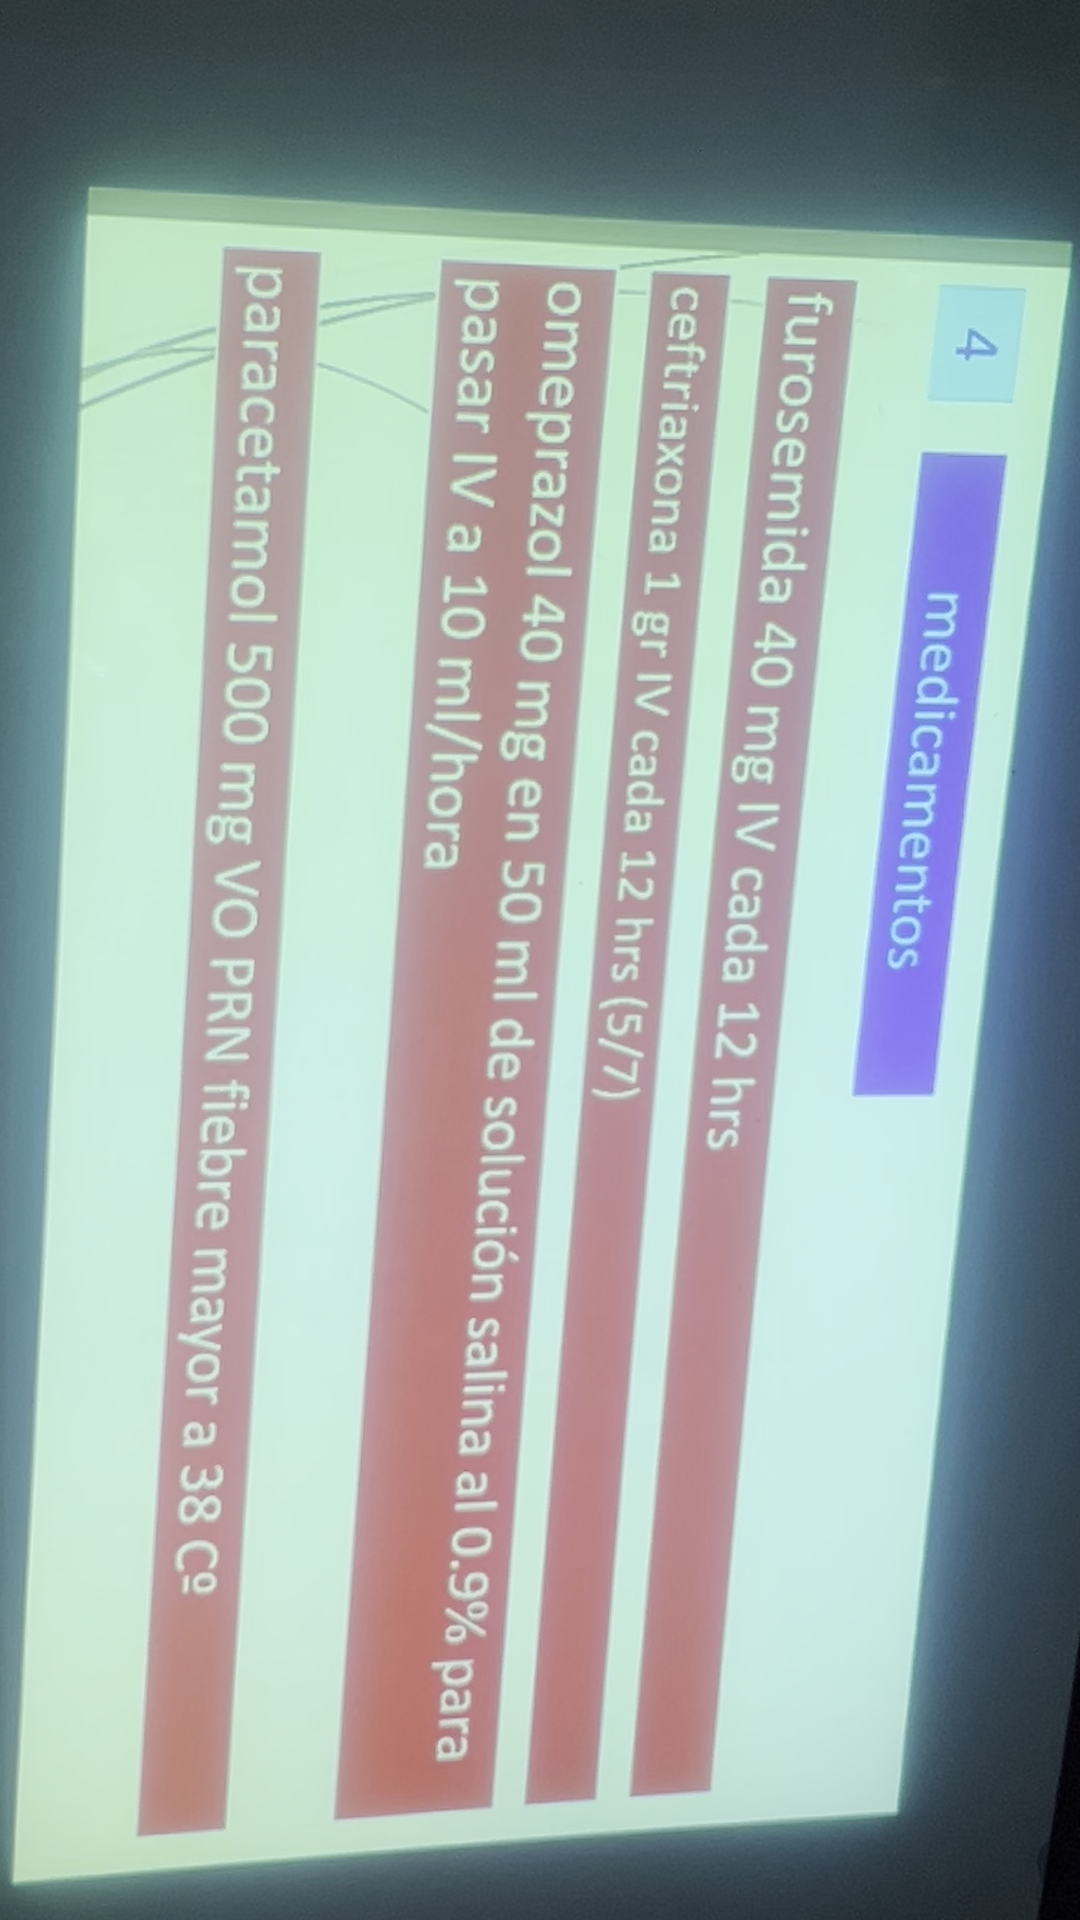 4
medicamentos
furosemida 40 mg IV cada 12 hrs
ceftriaxona 1 gr IV cada 12 hrs (5/7)
omeprazol 40 mg en 50 ml de solución salina al 0.9% para
pasar IV a 10 ml/hora
paracetamol 500 mg VO PRN fiebre mayor a 38 Cº